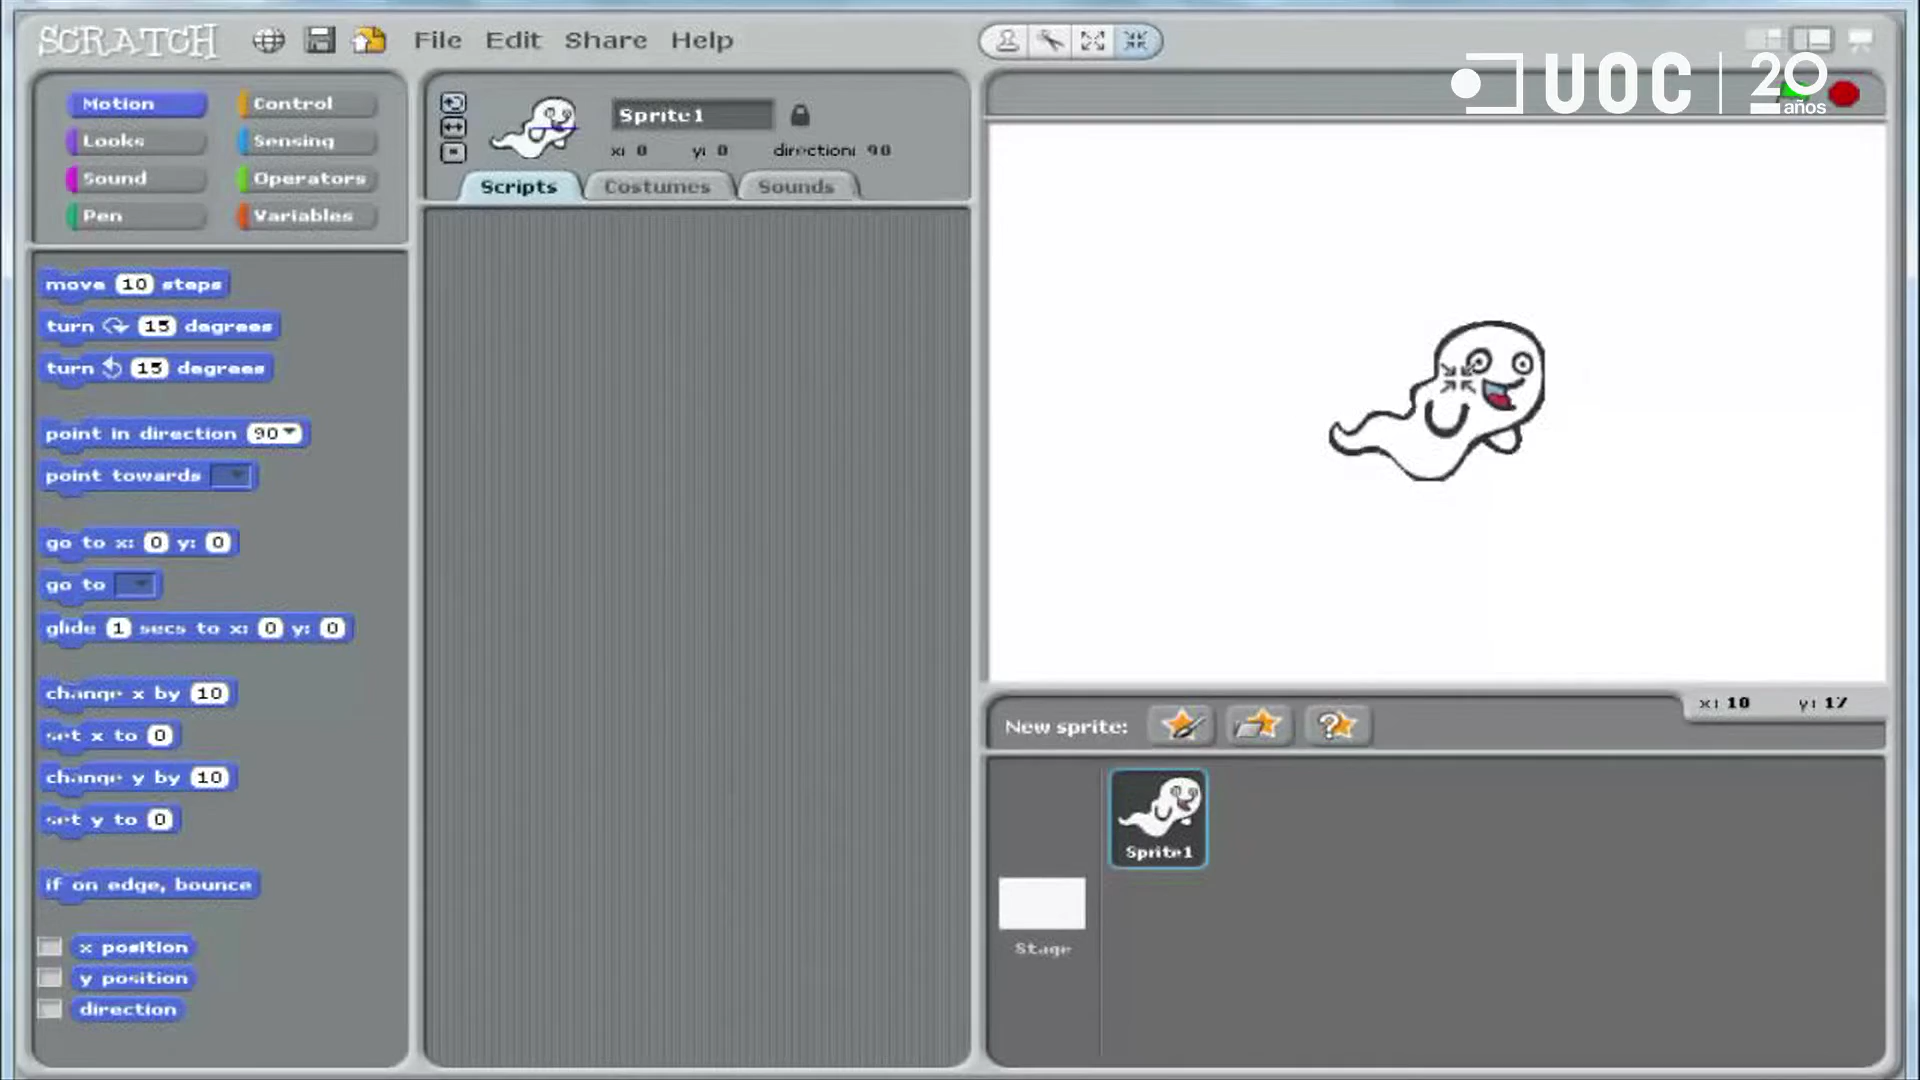 SCRATCH File Edit Share Help
UOC 20 años
Motion Control
Looks Sensing
Sound Operators
Pen Variables
Sprite1
x: 0 y: 0 direction: 90
Scripts Costumes Sounds
move 10 steps
turn 15 degrees
turn 15 degrees
point in direction 90
point towards
go to x: 0 y: 0
go to
glide 1 secs to x: 0 y: 0
change x by 10
set x to 0
change y by 10
set y to 0
if on edge, bounce
x position
y position
direction
x: 10 y: 17
New sprite:
Sprite1
Stage